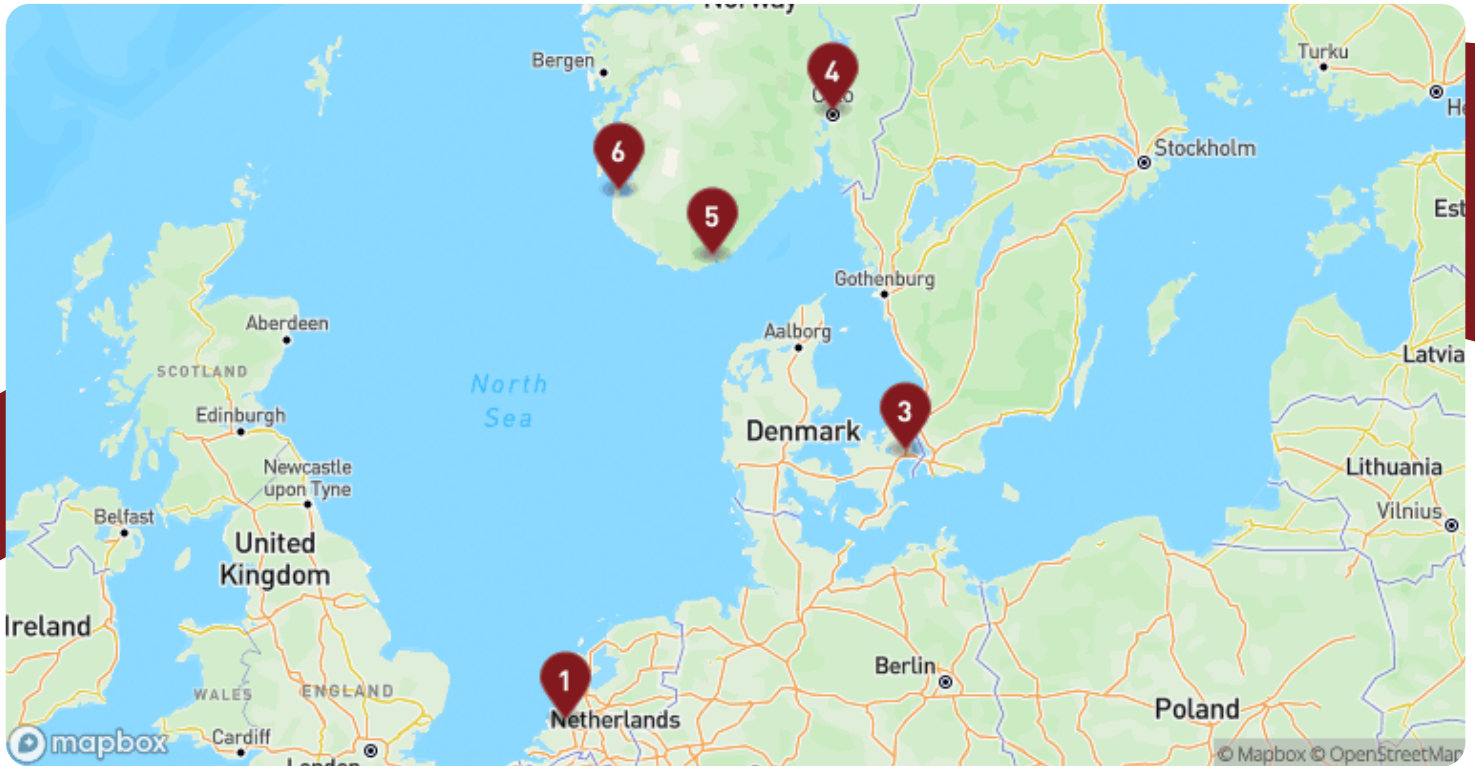 Norway
Bergen
4
Oslo
Turku
He
6
Stockholm
5
Est
Gothenburg
Aberdeen
Aalborg
SCOTLAND
Latvia
North
Sea
3
Edinburgh
Denmark
Newcastle
upon Tyne
Lithuania
Belfast
Vilnius
United
Kingdom
Ireland
1
Berlin
WALES
ENGLAND
Netherlands
Poland
Cardiff
mapbox
London
© Mapbox © OpenStreetMap